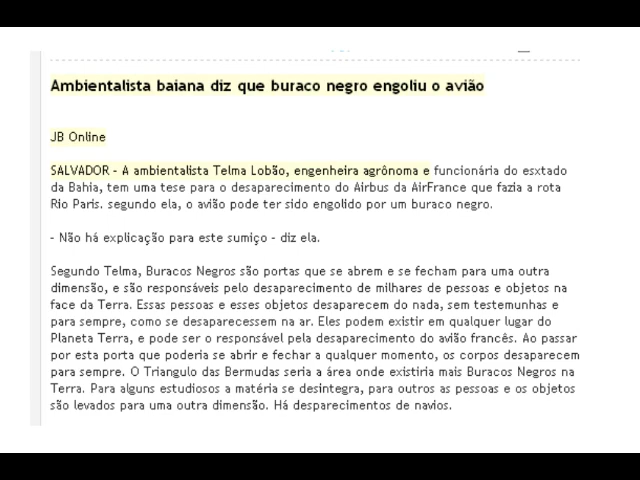 Ambientalista baiana diz que buraco negro engoliu o avião
JB Online
SALVADOR - A ambientalista Telma Lobão, engenheira agrônoma e funcionária do esxtado
da Bahia, tem uma tese para o desaparecimento do Airbus da AirFrance que fazia a rota
Rio Paris. segundo ela, o avião pode ter sido engolido por um buraco negro.
- Não há explicação para este sumiço - diz ela.
Segundo Telma, Buracos Negros são portas que se abrem e se fecham para uma outra
dimensão, e são responsáveis pelo desaparecimento de milhares de pessoas e objetos na
face da Terra. Essas pessoas e esses objetos desaparecem do nada, sem testemunhas e
para sempre, como se desaparecessem na ar. Eles podem existir em qualquer lugar do
Planeta Terra, e pode ser o responsável pela desaparecimento do avião francês. Ao passar
por esta porta que poderia se abrir e fechar a qualquer momento, os corpos desaparecem
para sempre. O Triangulo das Bermudas seria a área onde existiria mais Buracos Negros na
Terra. Para alguns estudiosos a matéria se desintegra, para outros as pessoas e os objetos
são levados para uma outra dimensão. Há desparecimentos de navios.